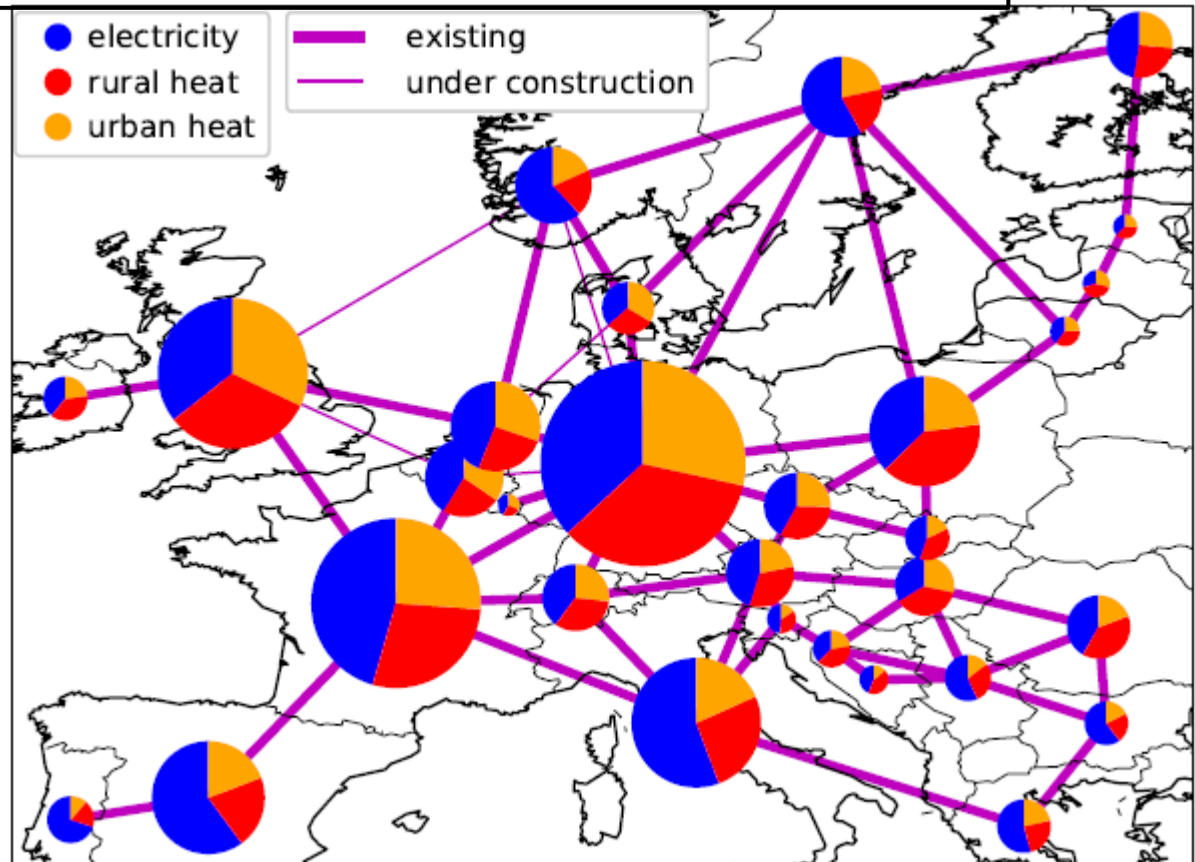 electricity
rural heat
urban heat
existing
under construction